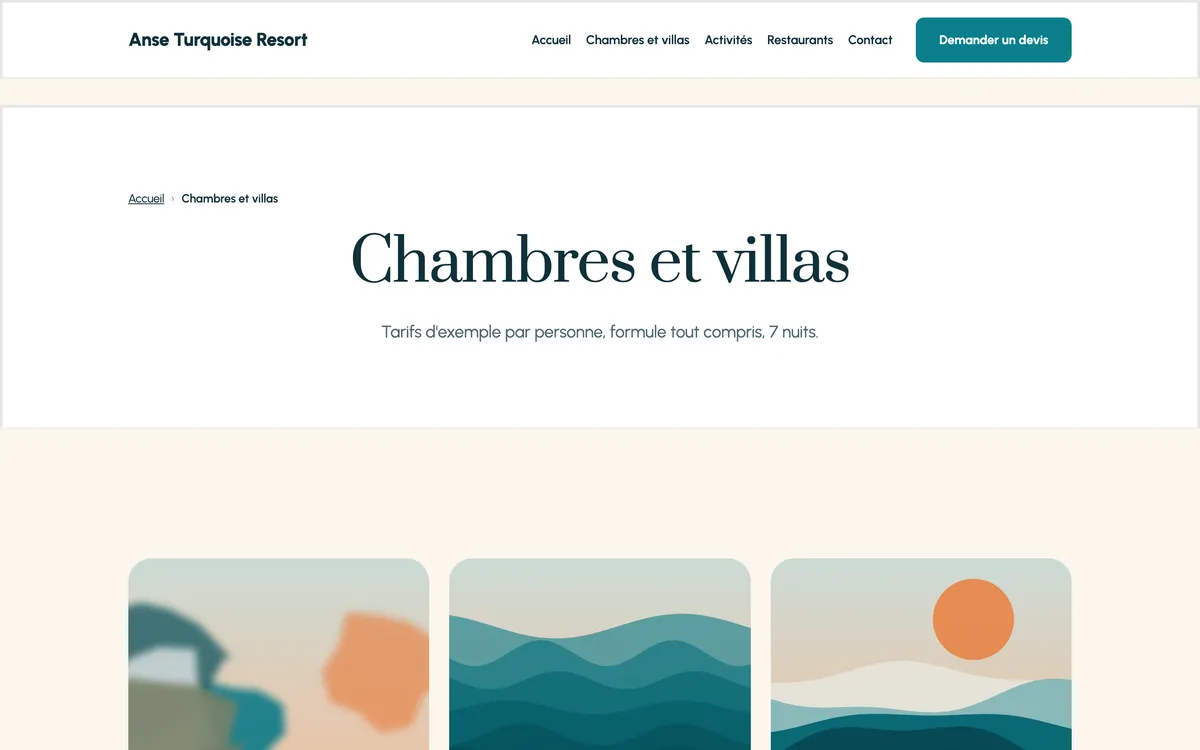 Anse Turquoise Resort
Accueil Chambres et villas Activités Restaurants Contact Demander un devis
Accueil › Chambres et villas
Chambres et villas
Tarifs d'exemple par personne, formule tout compris, 7 nuits.